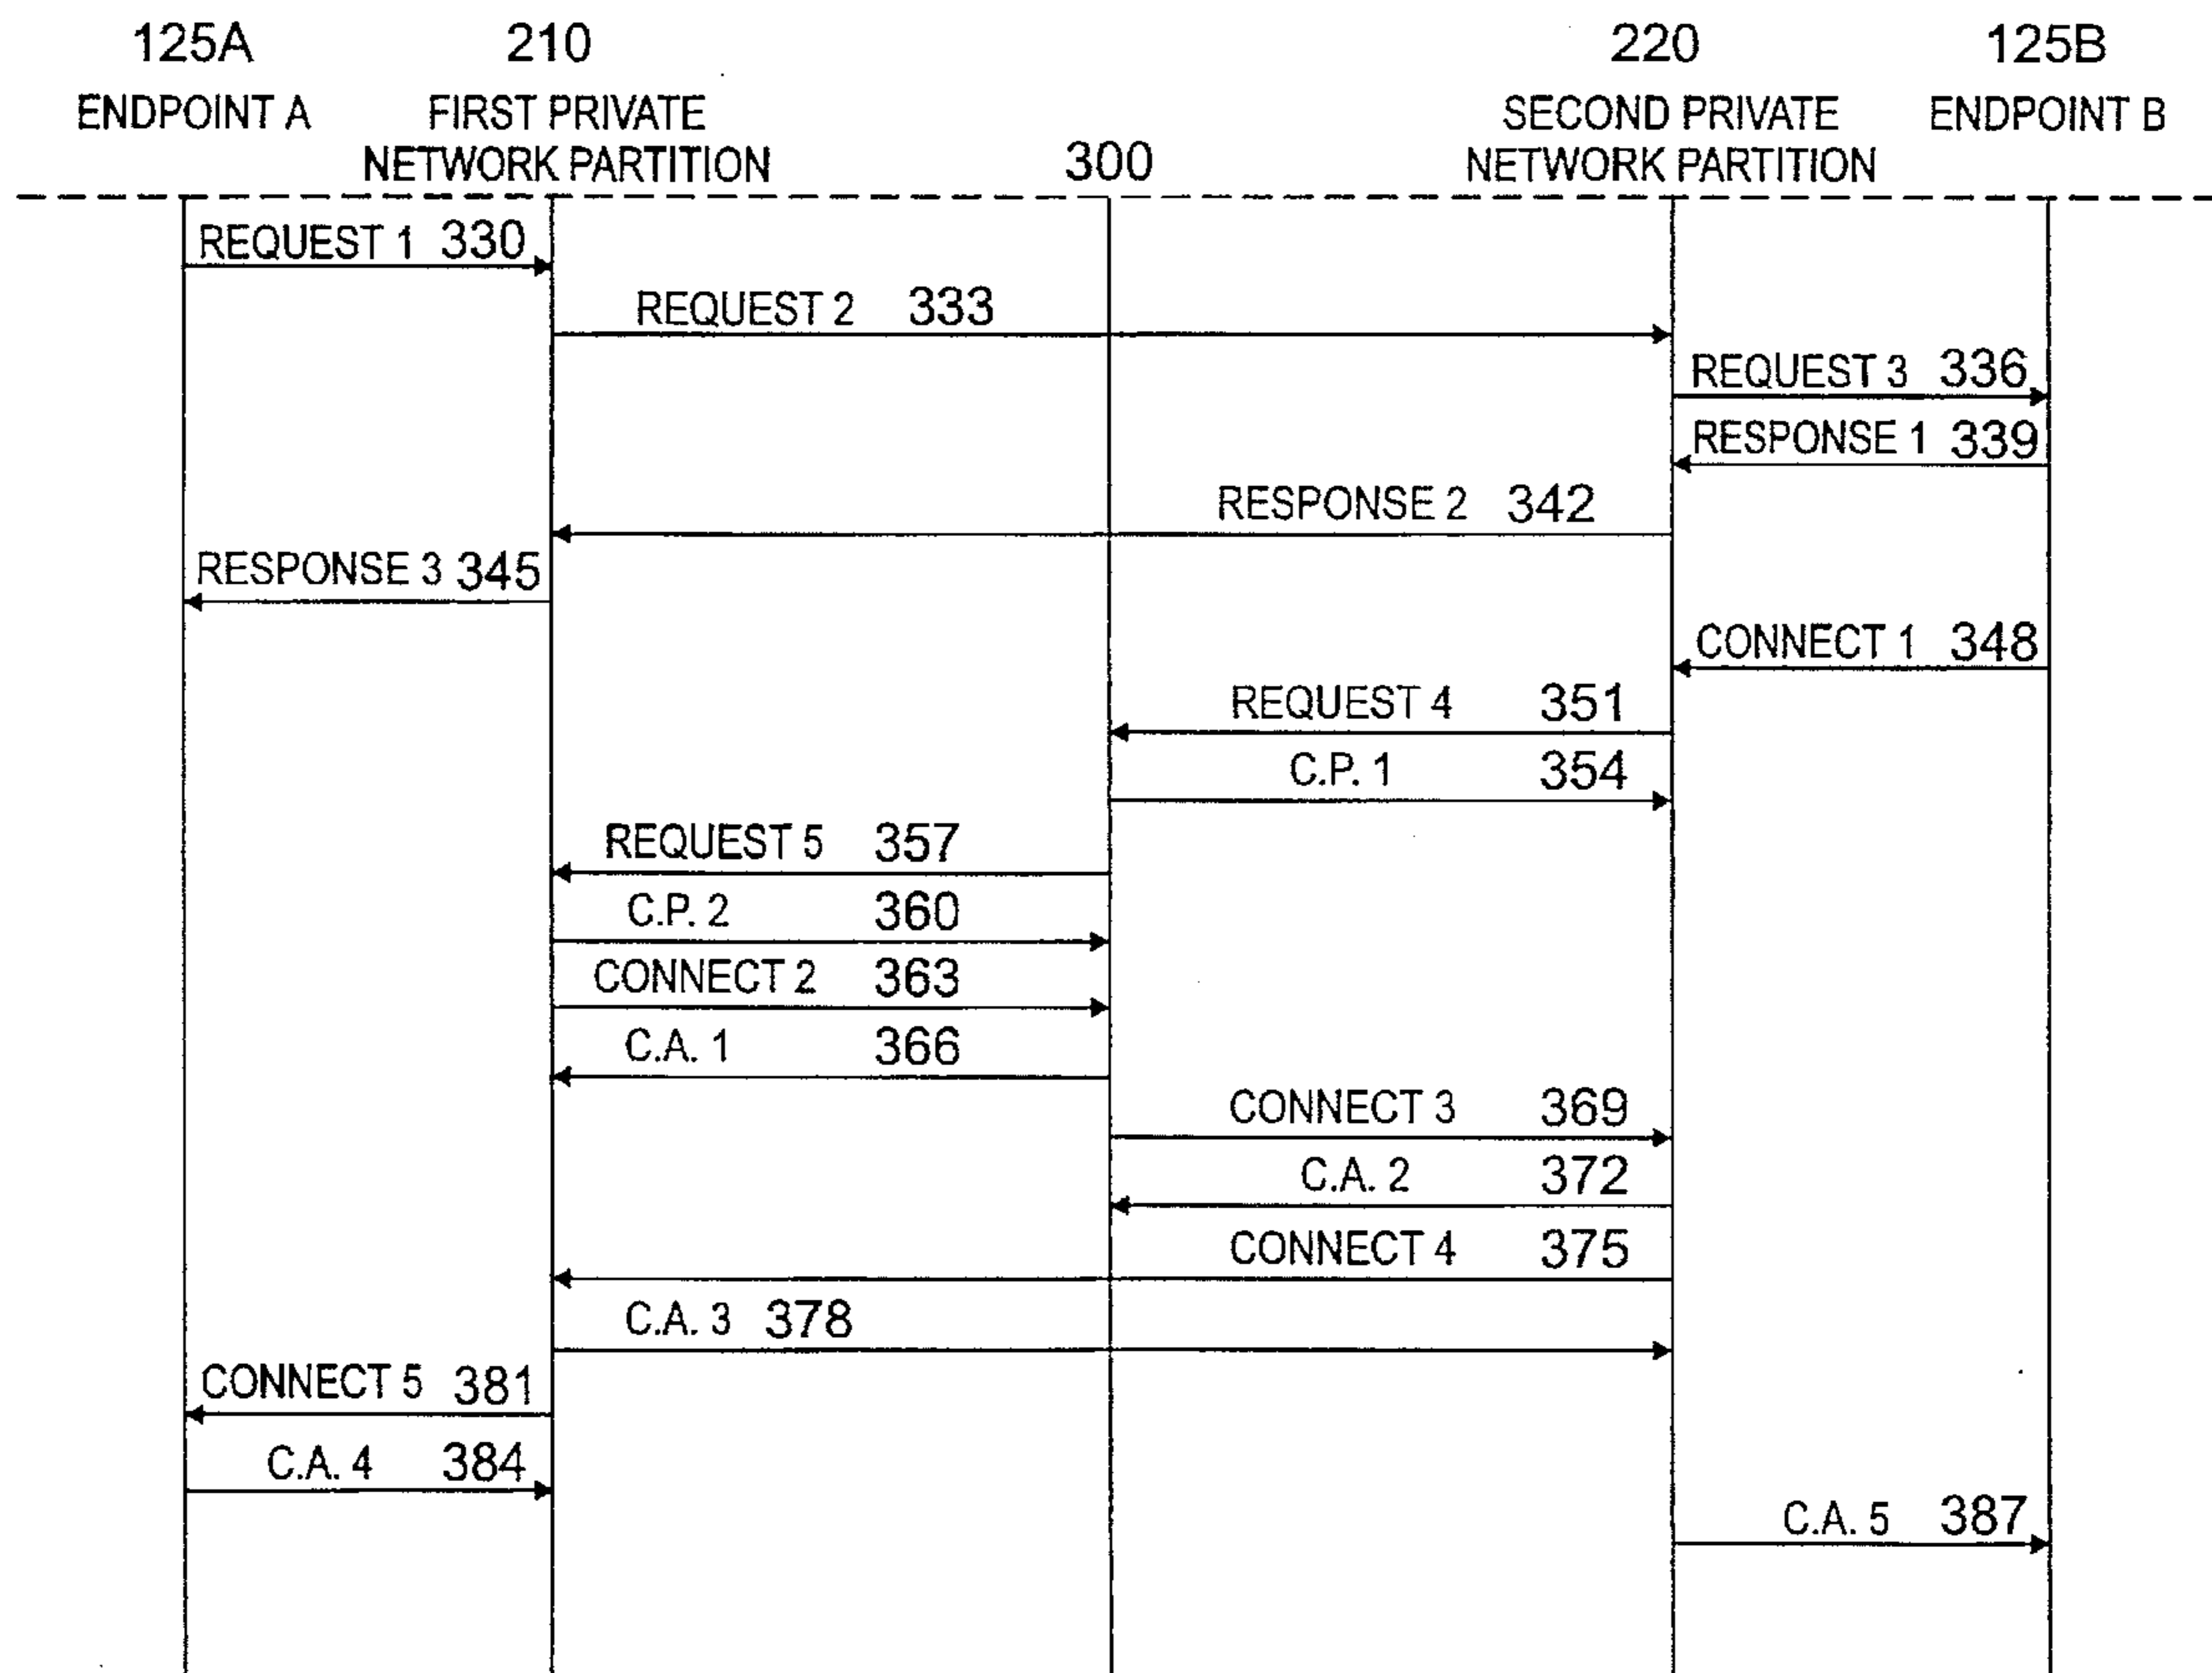 125A
ENDPOINT A
210
FIRST PRIVATE
NETWORK PARTITION
300
220
SECOND PRIVATE
NETWORK PARTITION
125B
ENDPOINT B
REQUEST 1 330
REQUEST 2 333
REQUEST 3 336
RESPONSE 1 339
RESPONSE 2 342
RESPONSE 3 345
CONNECT 1 348
REQUEST 4 351
C.P. 1 354
REQUEST 5 357
C.P. 2 360
CONNECT 2 363
C.A. 1 366
CONNECT 3 369
C.A. 2 372
CONNECT 4 375
C.A. 3 378
CONNECT 5 381
C.A. 4 384
C.A. 5 387